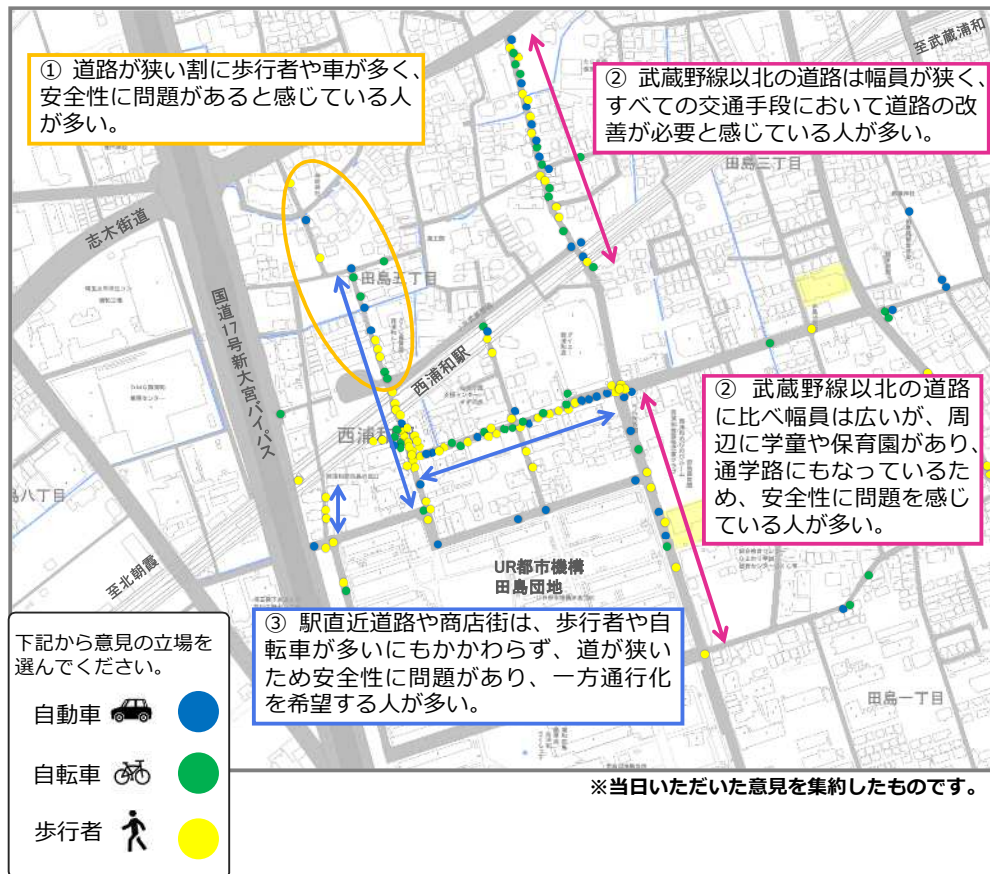 至武蔵浦和
① 道路が狭い割に歩行者や車が多く、
安全性に問題があると感じている人
が多い。
② 武蔵野線以北の道路は幅員が狭く、
すべての交通手段において道路の改
善が必要と感じている人が多い。
田島三丁目
志木街道
田島五丁目
国道17号新大宮バイパス
西浦和駅
西浦和
② 武蔵野線以北の道路
に比べ幅員は広いが、周
辺に学童や保育園があり、
通学路にもなっているた
め、安全性に問題を感じ
ている人が多い。
島八丁目
至北朝霞
UR都市機構
田島団地
③ 駅直近道路や商店街は、歩行者や自
転車が多いにもかかわらず、道が狭い
ため安全性に問題があり、一方通行化
を希望する人が多い。
田島一丁目
下記から意見の立場を
選んでください。
自動車
自転車
歩行者
※当日いただいた意見を集約したものです。